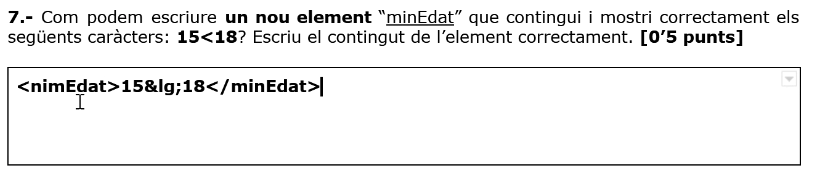 7.- Com podem escriure un nou element “minEdat” que contingui i mostri correctament els
següents caràcters: 15<18? Escriu el contingut de l’element correctament. [0’5 punts]
<nimEdat>15&lg;18</minEdat>